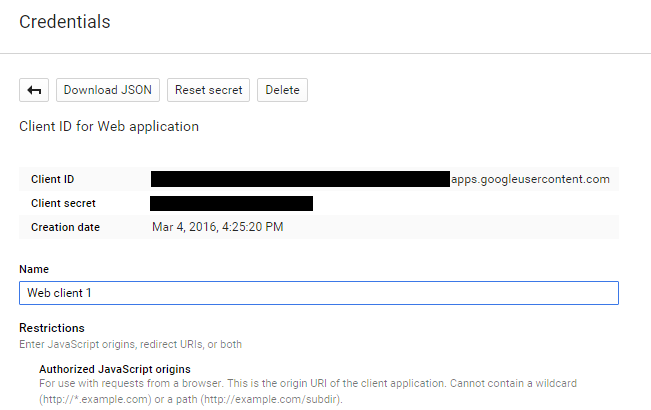 Credentials
Download JSON Reset secret Delete
Client ID for Web application
Client ID apps.googleusercontent.com
Client secret
Creation date Mar 4, 2016, 4:25:20 PM
Name
Web client 1
Restrictions
Enter JavaScript origins, redirect URIs, or both
Authorized JavaScript origins
For use with requests from a browser. This is the origin URI of the client application. Cannot contain a wildcard
(http://*.example.com) or a path (http://example.com/subdir).